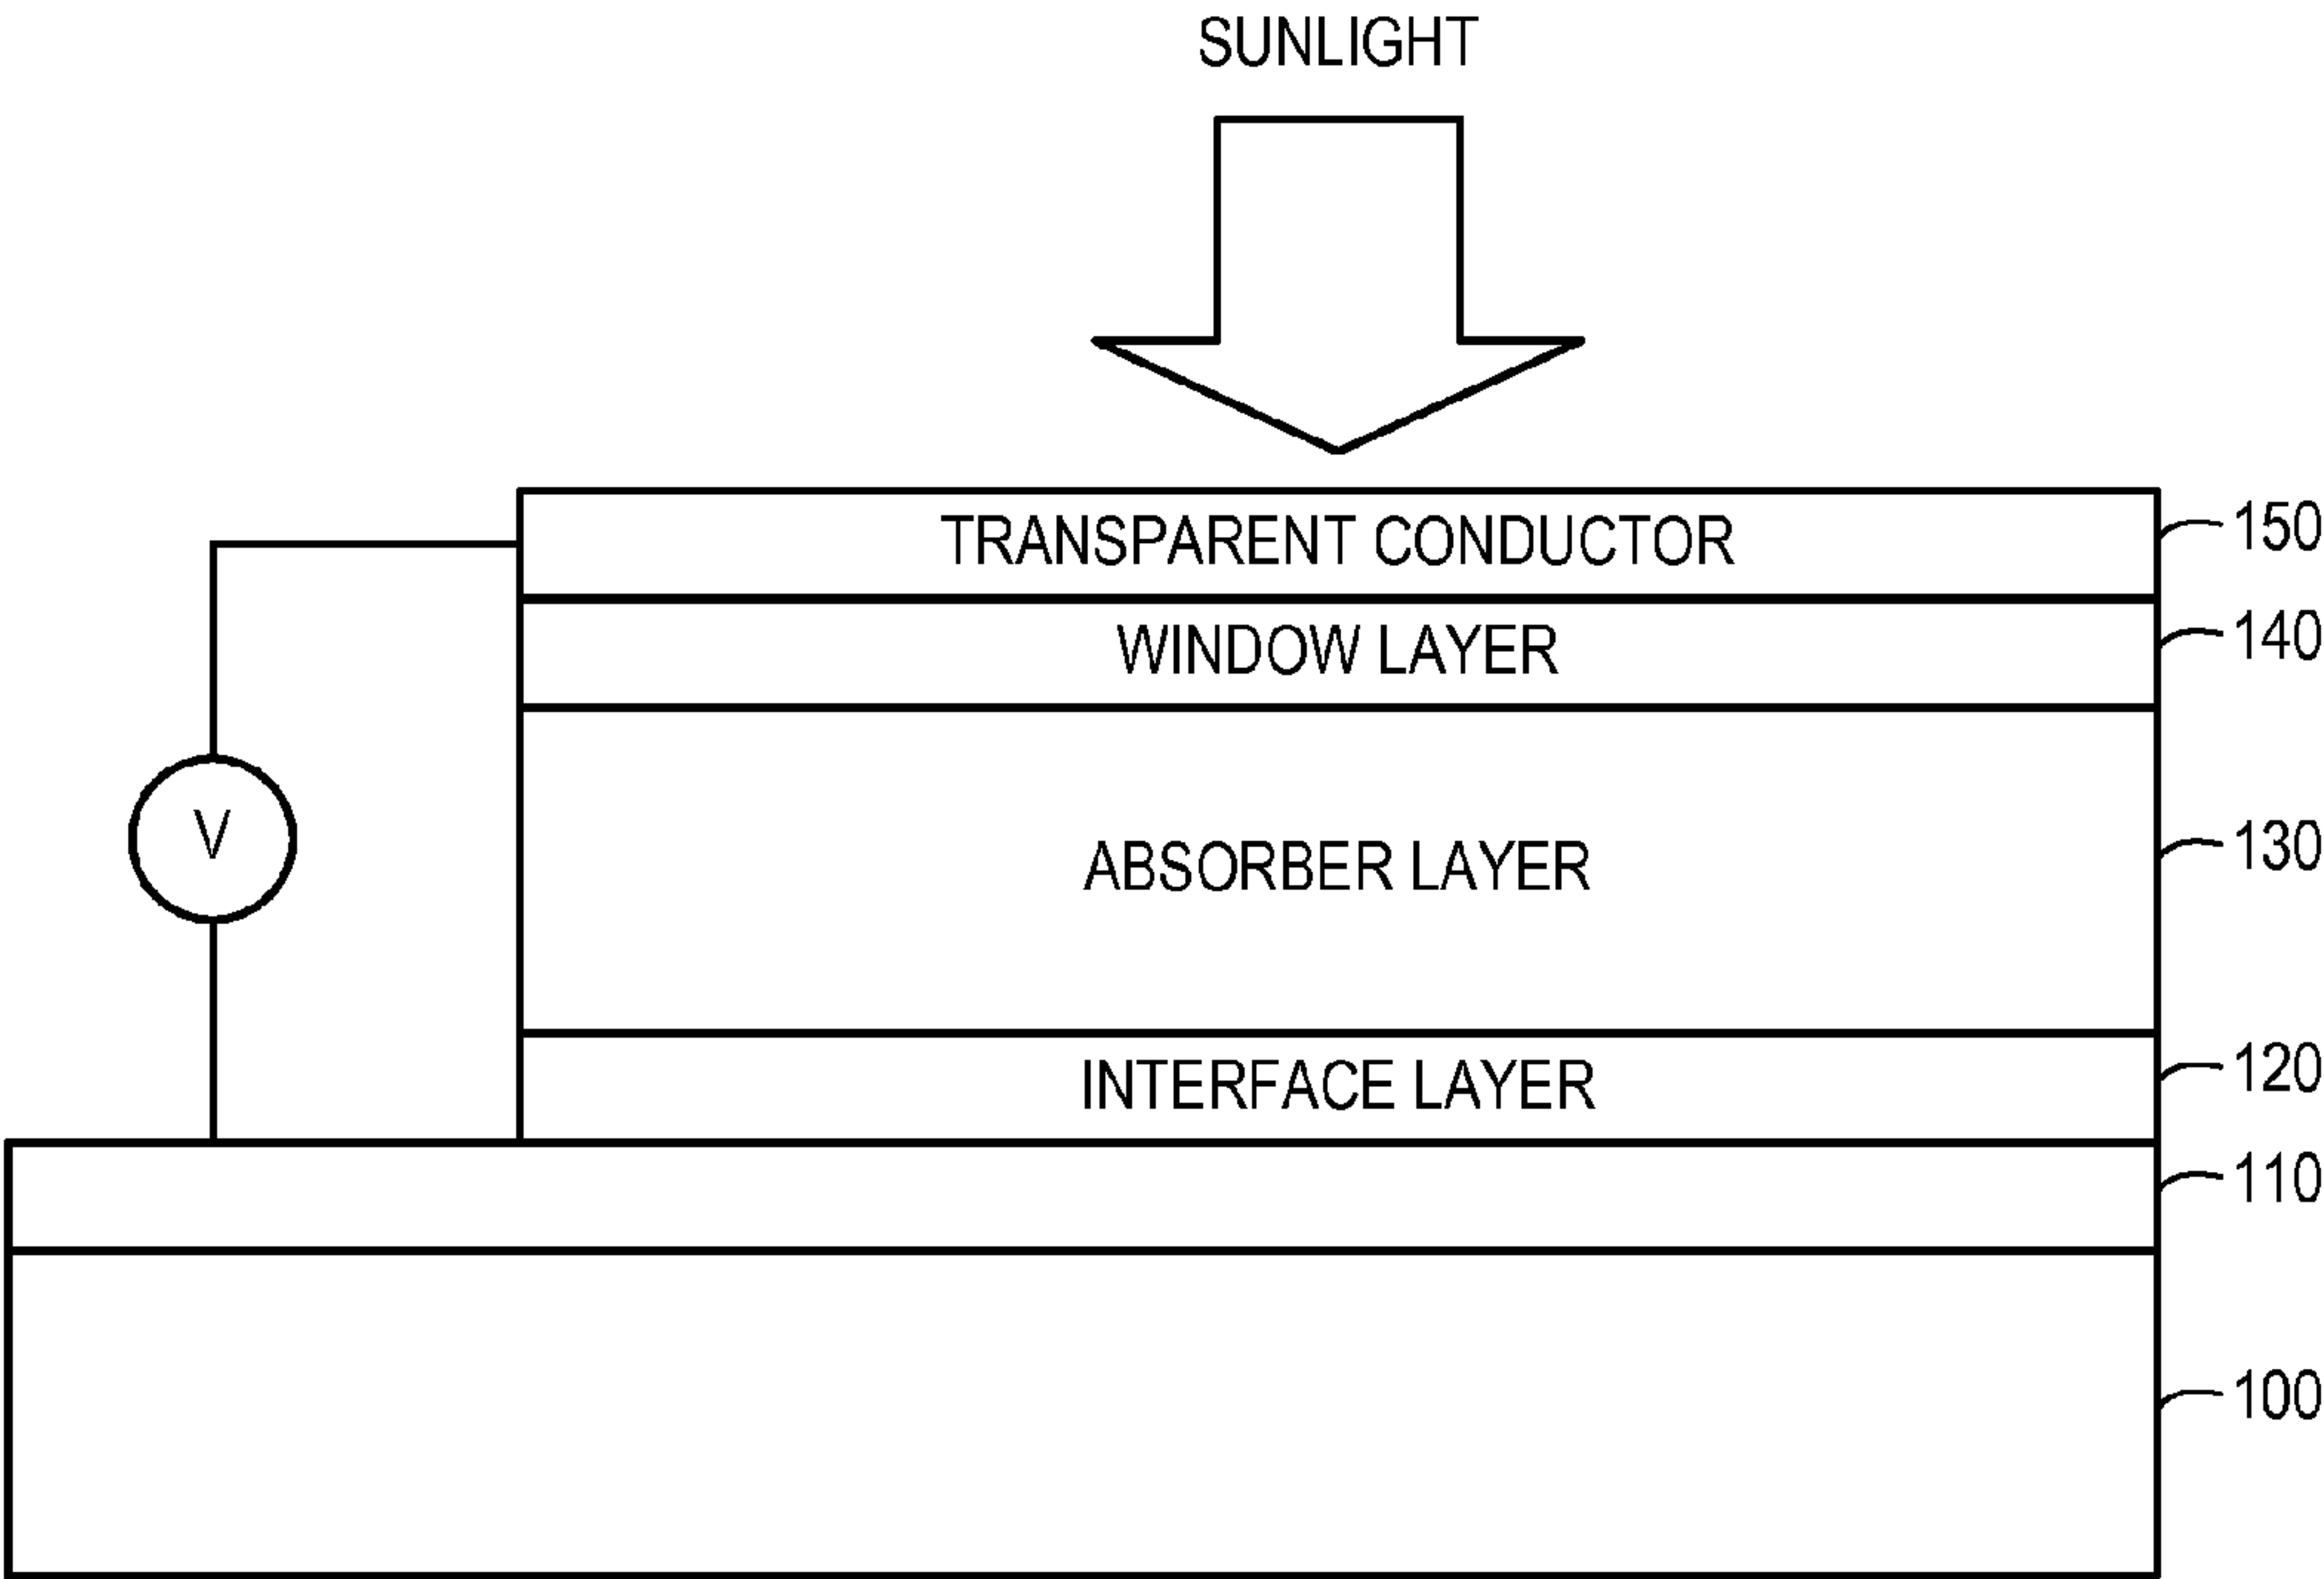 SUNLIGHT
TRANSPARENT CONDUCTOR
150
WINDOW LAYER
140
V
ABSORBER LAYER
130
INTERFACE LAYER
120
110
100